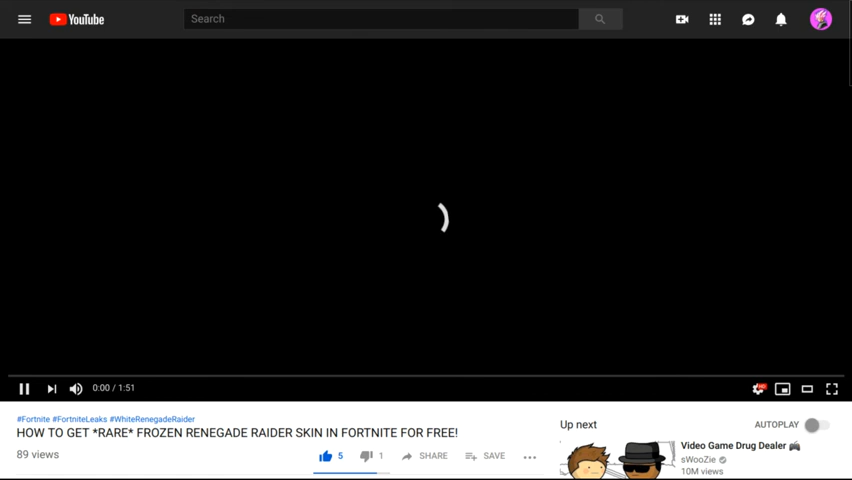 YouTube
Search
HD
0:00 / 1:51
#Fortnite #FortniteLeaks #WhiteRenegadeRaider
HOW TO GET *RARE* FROZEN RENEGADE RAIDER SKIN IN FORTNITE FOR FREE!
89 views
5
1
SHARE
SAVE
Up next
AUTOPLAY
Video Game Drug Dealer 🎮
sWooZie
10M views